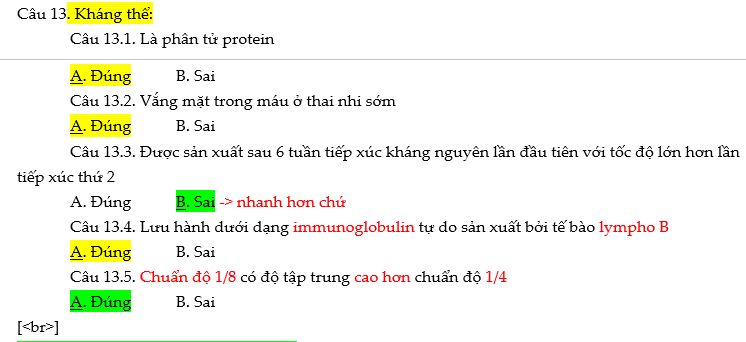 Câu 13. Kháng thể:
Câu 13.1. Là phân tử protein
A. Đúng B. Sai
Câu 13.2. Vắng mặt trong máu ở thai nhi sớm
A. Đúng B. Sai
Câu 13.3. Được sản xuất sau 6 tuần tiếp xúc kháng nguyên lần đầu tiên với tốc độ lớn hơn lần
tiếp xúc thứ 2
A. Đúng B. Sai -> nhanh hơn chứ
Câu 13.4. Lưu hành dưới dạng immunoglobulin tự do sản xuất bởi tế bào lympho B
A. Đúng B. Sai
Câu 13.5. Chuẩn độ 1/8 có độ tập trung cao hơn chuẩn độ 1/4
A. Đúng B. Sai
[<br>]